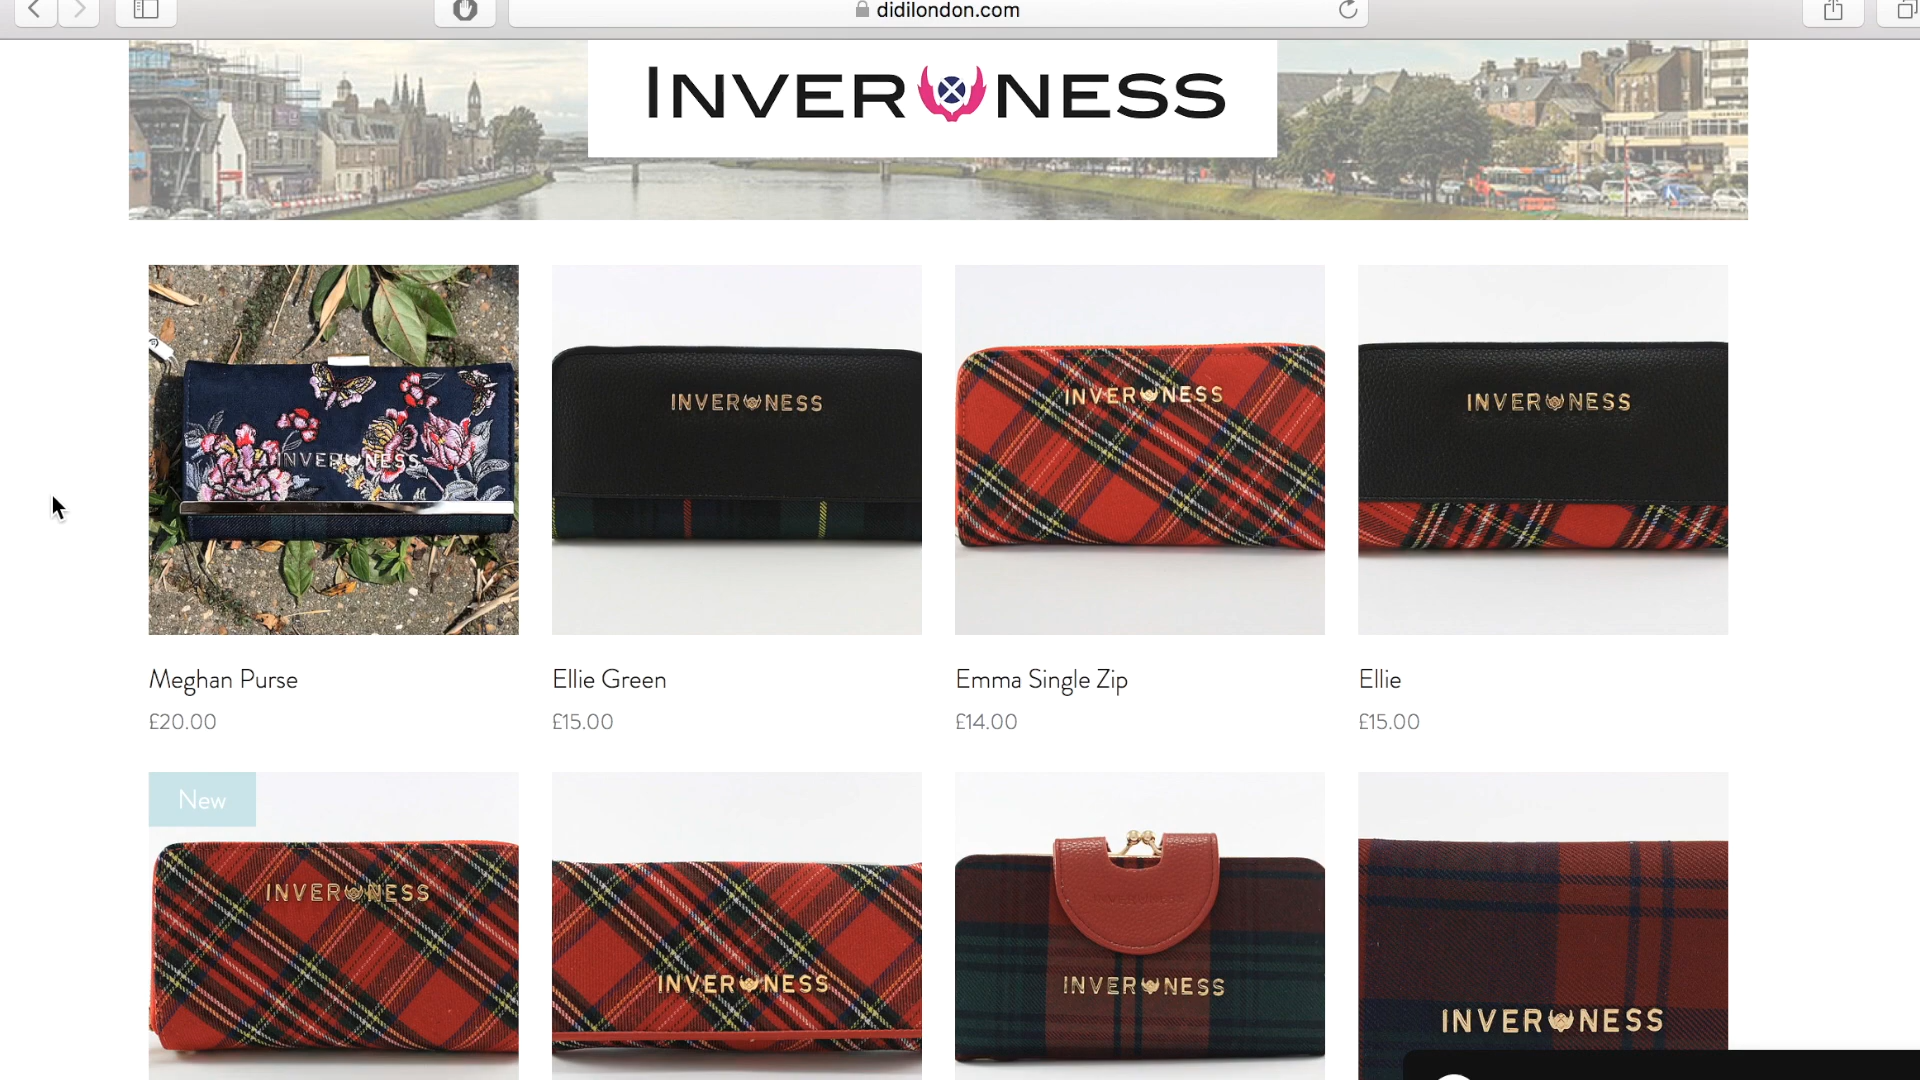 didilondon.com
INVERNESS
INVERNESS
INVERNESS
INVERNESS
INVERNESS
Meghan Purse
Ellie Green
Emma Single Zip
Ellie
£20.00
£15.00
£14.00
£15.00
New
INVERNESS
INVERNESS
INVERNESS
INVERNESS